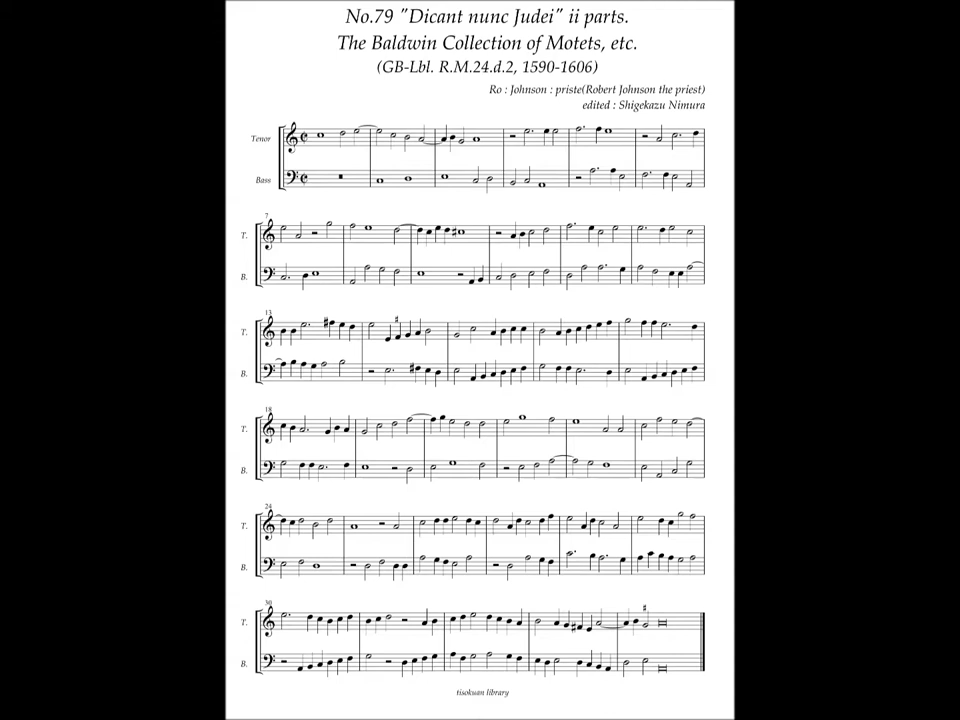 No.79 "Dicant nunc Judei" ii parts.
The Baldwin Collection of Motets, etc.
(GB-Lbl. R.M.24.d.2, 1590-1606)
Ro : Johnson : priste(Robert Johnson the priest)
edited : Shigekazu Nimura
Tenor
Bass
7
T.
B.
13
T.
B.
18
T.
B.
24
T.
B.
30
T.
B.
tisokuan library